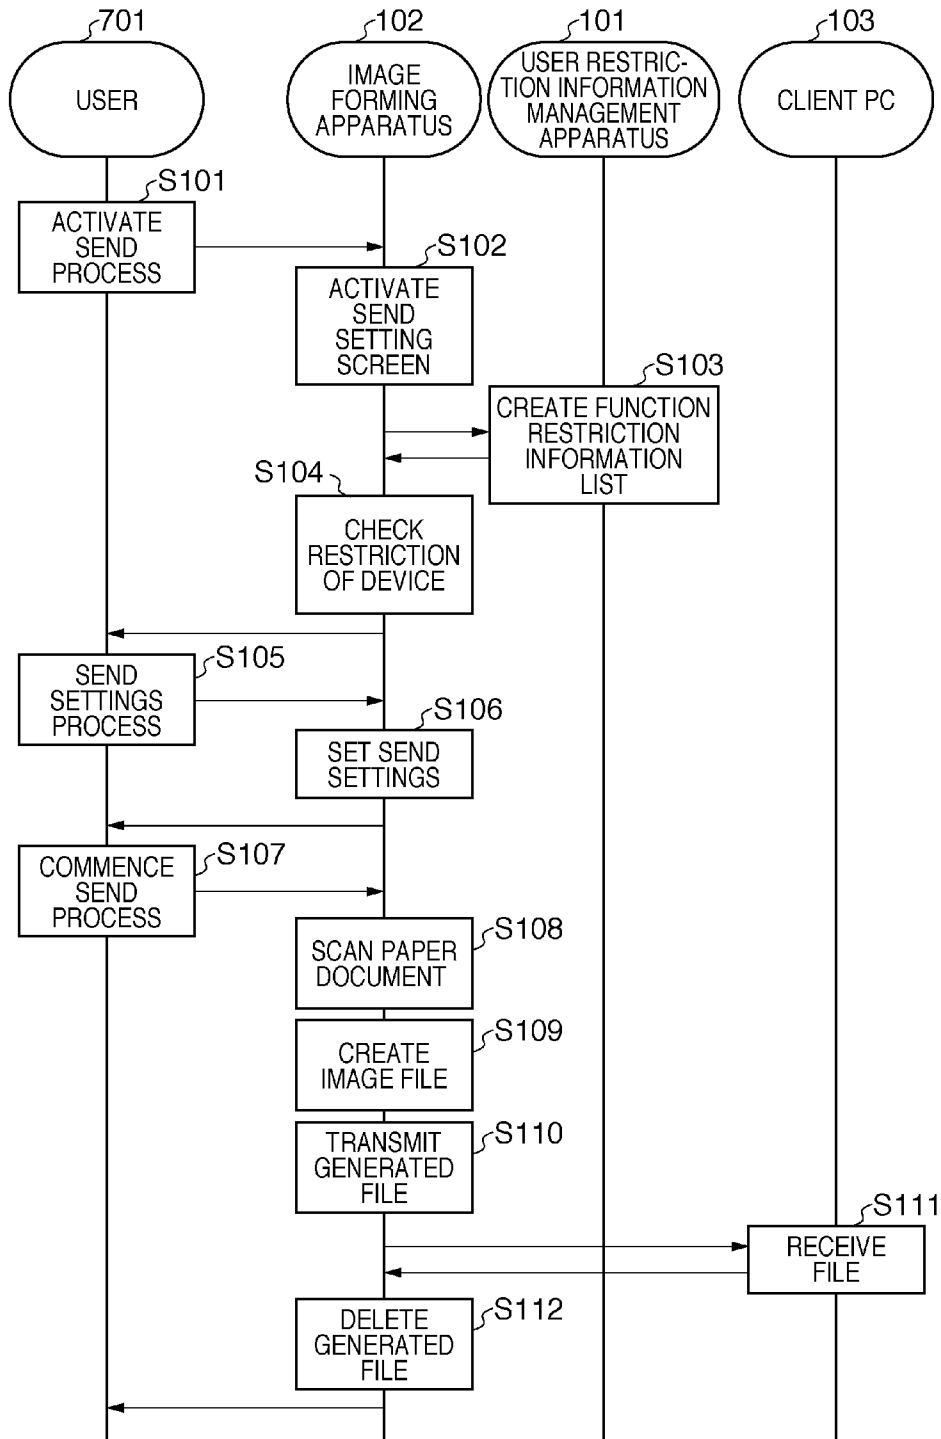 701
102
101
103
USER
IMAGE
FORMING
APPARATUS
USER RESTRIC-
TION INFORMATION
MANAGEMENT
APPARATUS
CLIENT PC
S101
ACTIVATE
SEND
PROCESS
S102
ACTIVATE
SEND
SETTING
SCREEN
S103
CREATE FUNCTION
RESTRICTION
INFORMATION
LIST
S104
CHECK
RESTRICTION
OF DEVICE
S105
SEND
SETTINGS
PROCESS
S106
SET SEND
SETTINGS
S107
COMMENCE
SEND
PROCESS
S108
SCAN PAPER
DOCUMENT
S109
CREATE
IMAGE FILE
S110
TRANSMIT
GENERATED
FILE
S111
RECEIVE
FILE
S112
DELETE
GENERATED
FILE